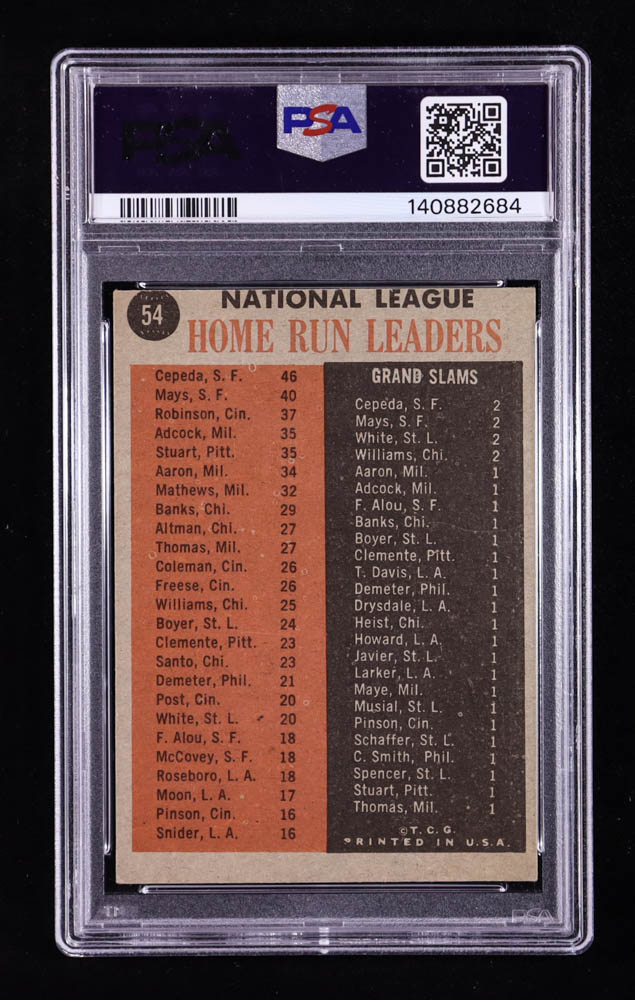 PSA
PSA
140882684
54
NATIONAL LEAGUE
HOME RUN LEADERS
Cepeda, S. F. 46
Mays, S. F. 40
Robinson, Cin. 37
Adcock, Mil. 35
Stuart, Pitt. 35
Aaron, Mil. 34
Mathews, Mil. 32
Banks, Chi. 29
Altman, Chi. 27
Thomas, Mil. 27
Coleman, Cin. 26
Freese, Cin. 26
Williams, Chi. 25
Boyer, St. L. 24
Clemente, Pitt. 23
Santo, Chi. 23
Demeter, Phil. 21
Post, Cin. 20
White, St. L. 20
F. Alou, S. F. 18
McCovey, S. F. 18
Roseboro, L. A. 18
Moon, L. A. 17
Pinson, Cin. 16
Snider, L. A. 16
GRAND SLAMS
Cepeda, S. F. 2
Mays, S. F. 2
White, St. L. 2
Williams, Chi. 2
Aaron, Mil. 1
Adcock, Mil. 1
F. Alou, S. F. 1
Banks, Chi. 1
Boyer, St. L. 1
Clemente, Pitt. 1
T. Davis, L. A. 1
Demeter, Phil. 1
Drysdale, L. A. 1
Heist, Chi. 1
Howard, L. A. 1
Javier, St. L. 1
Larker, L. A. 1
Maye, Mil. 1
Musial, St. L. 1
Pinson, Cin. 1
Schaffer, St. L. 1
C. Smith, Phil. 1
Spencer, St. L. 1
Stuart, Pitt. 1
Thomas, Mil. 1
© T. C. G.
PRINTED IN U.S.A.
PSA